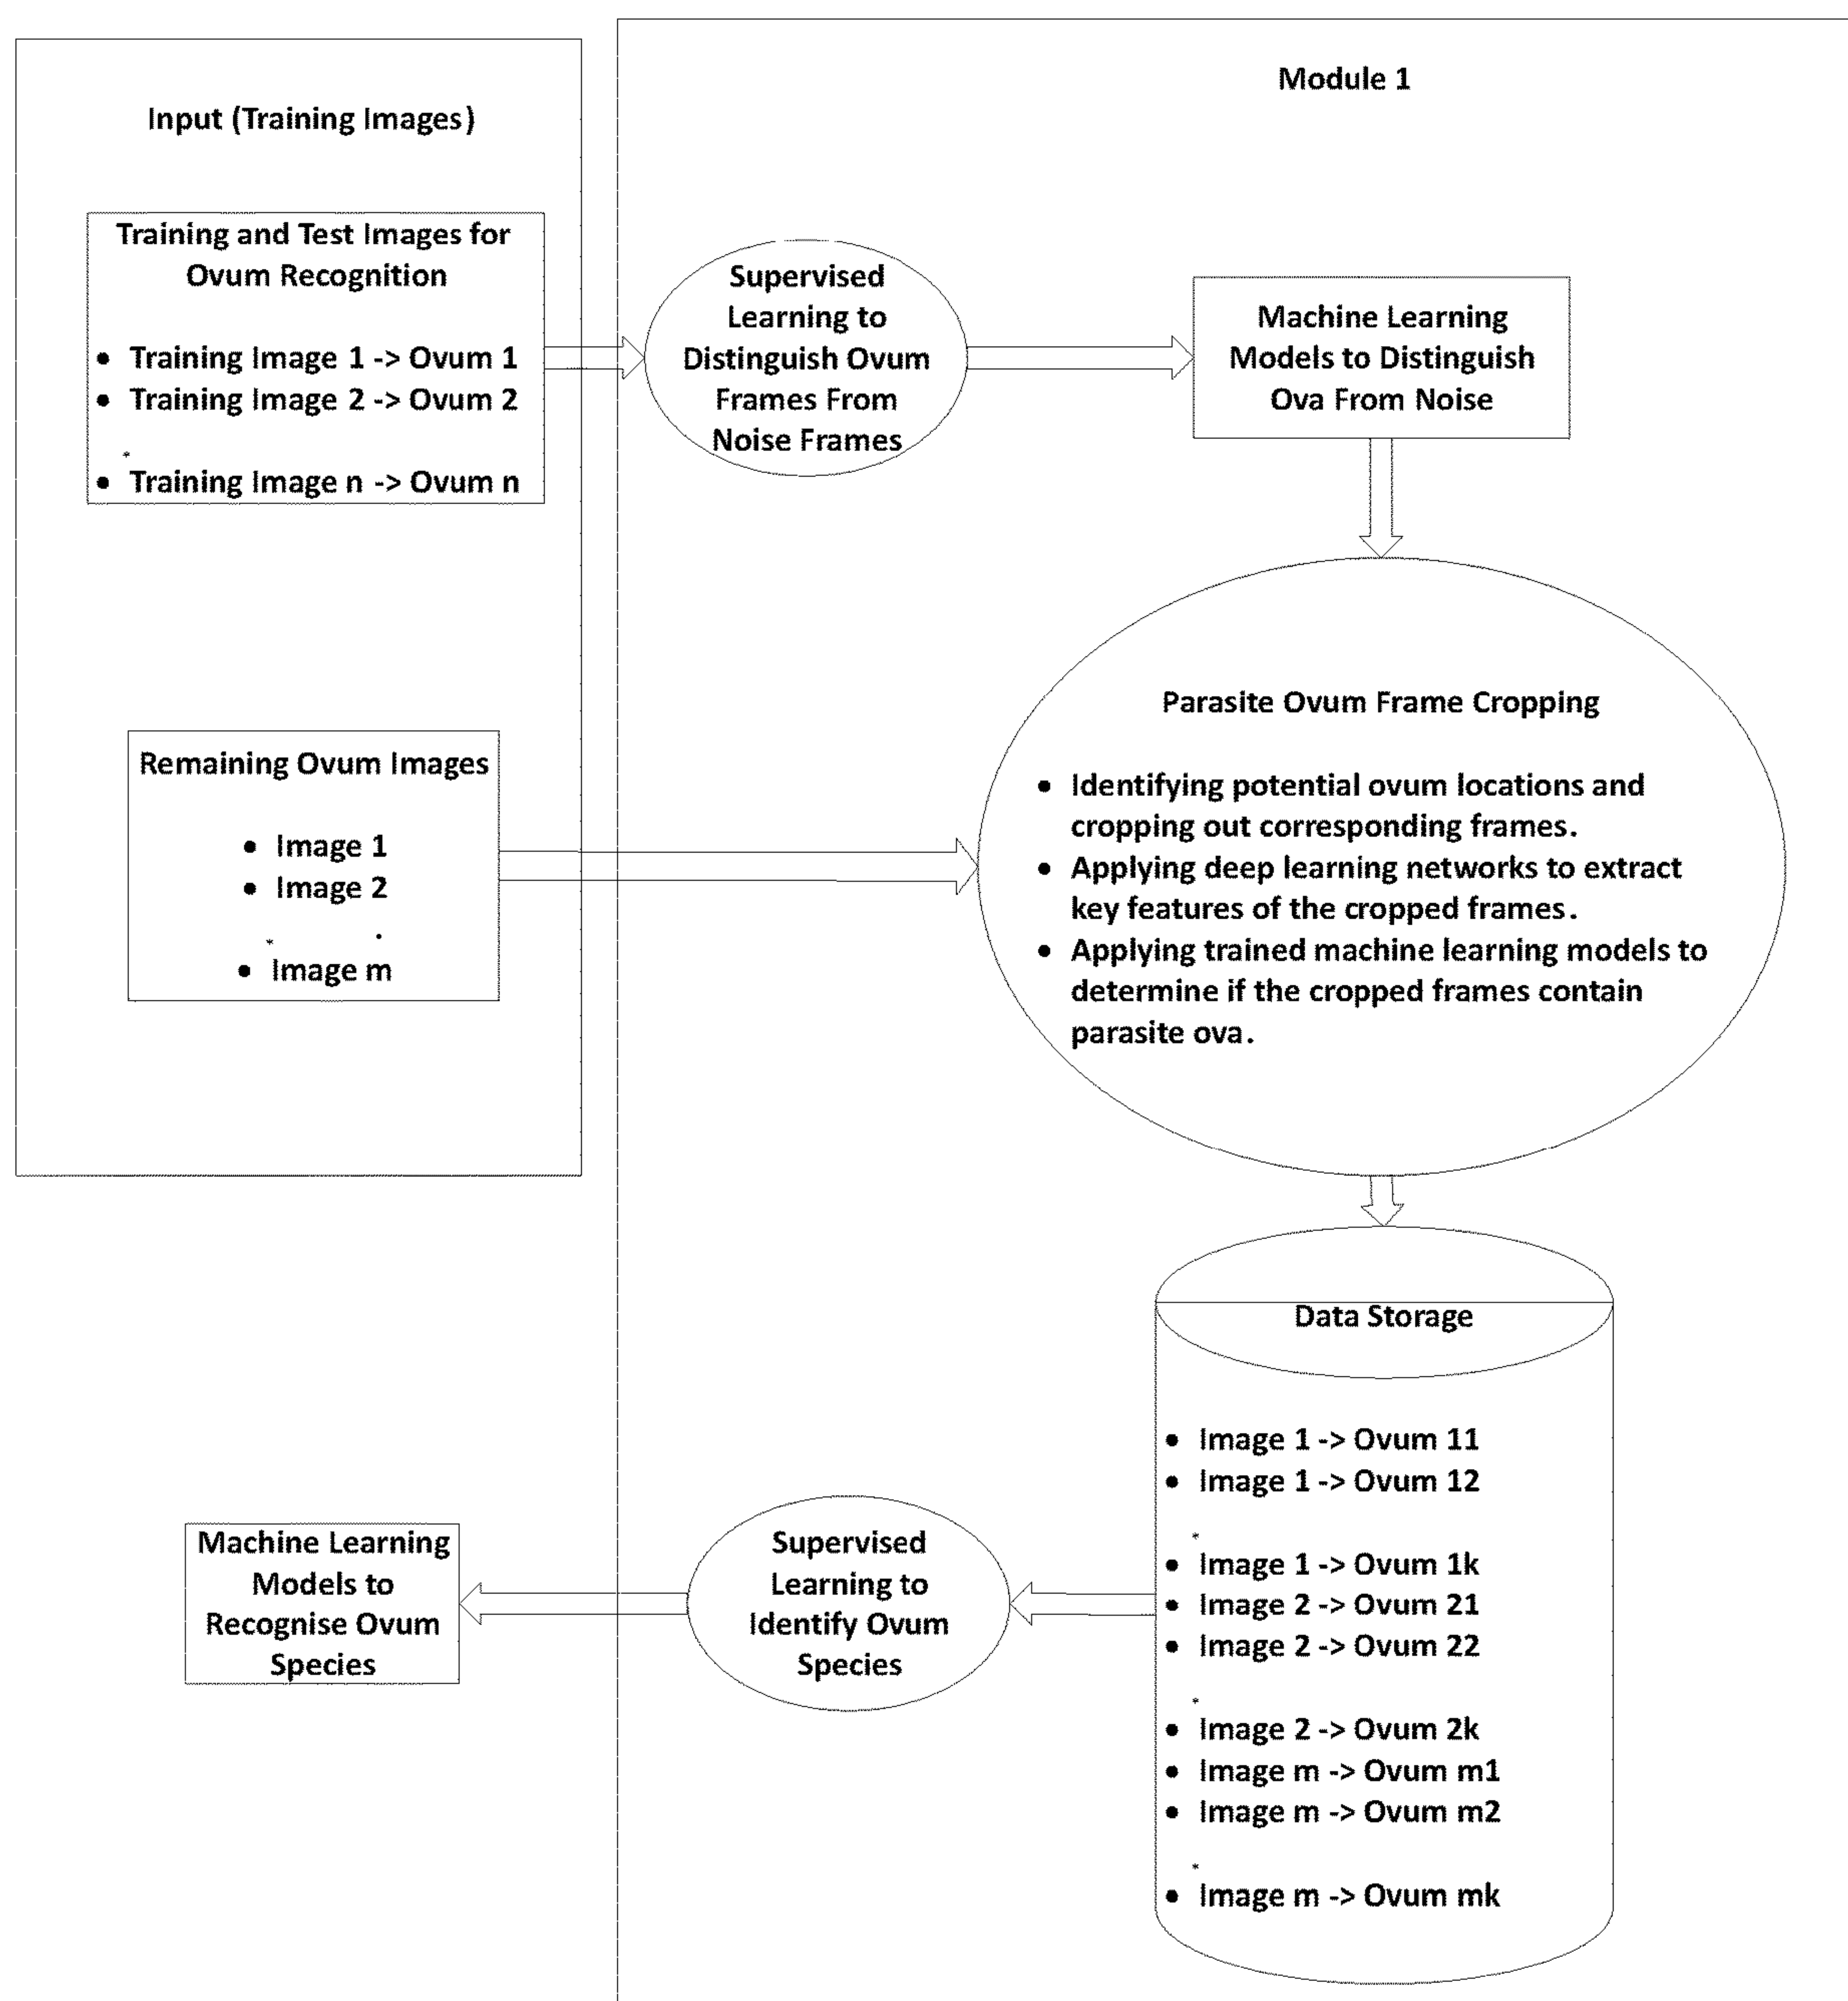 Module 1
Input (Training Images)
Training and Test Images for
Ovum Recognition
• Training Image 1 -> Ovum 1
• Training Image 2 -> Ovum 2
*
• Training Image n -> Ovum n
Supervised
Learning to
Distinguish Ovum
Frames From
Noise Frames
Machine Learning
Models to Distinguish
Ova From Noise
Remaining Ovum Images
• Image 1
• Image 2
* .
• Image m
Parasite Ovum Frame Cropping
• Identifying potential ovum locations and
cropping out corresponding frames.
• Applying deep learning networks to extract
key features of the cropped frames.
• Applying trained machine learning models to
determine if the cropped frames contain
parasite ova.
Data Storage
• Image 1 -> Ovum 11
• Image 1 -> Ovum 12
*
• Image 1 -> Ovum 1k
• Image 2 -> Ovum 21
• Image 2 -> Ovum 22
*
• Image 2 -> Ovum 2k
• Image m -> Ovum m1
• Image m -> Ovum m2
*
• Image m -> Ovum mk
Supervised
Learning to
Identify Ovum
Species
Machine Learning
Models to
Recognise Ovum
Species